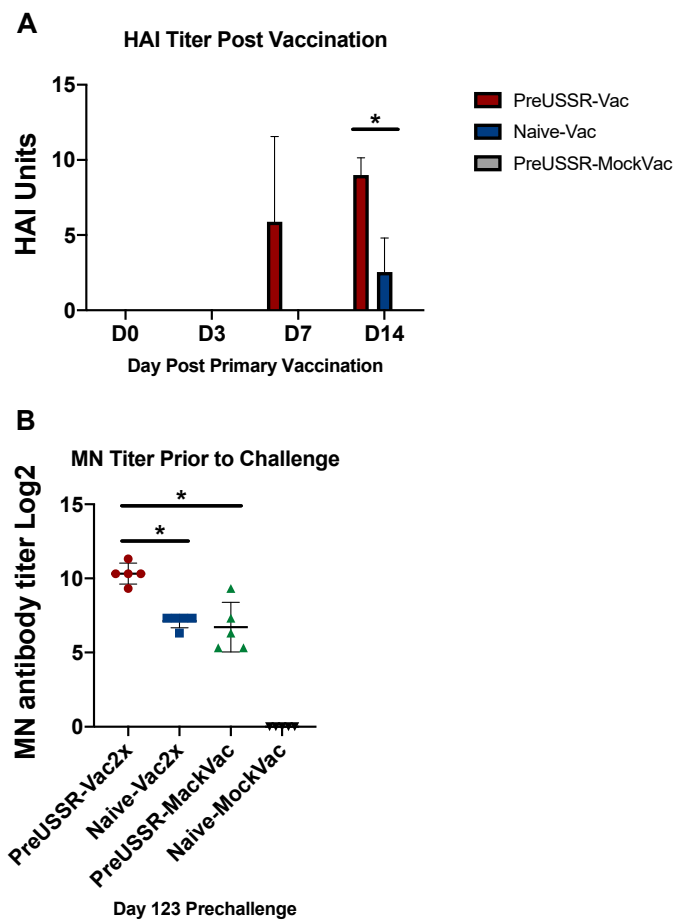 A
HAI Titer Post Vaccination
HAI Units
15
10
5
0
*
D0 D3 D7 D14
Day Post Primary Vaccination
PreUSSR-Vac
Naive-Vac
PreUSSR-MockVac
B
MN Titer Prior to Challenge
MN antibody titer Log2
15
10
5
0
*
*
PreUSSR-Vac2x
Naive-Vac2x
PreUSSR-MackVac
Naive-MockVac
Day 123 Prechallenge